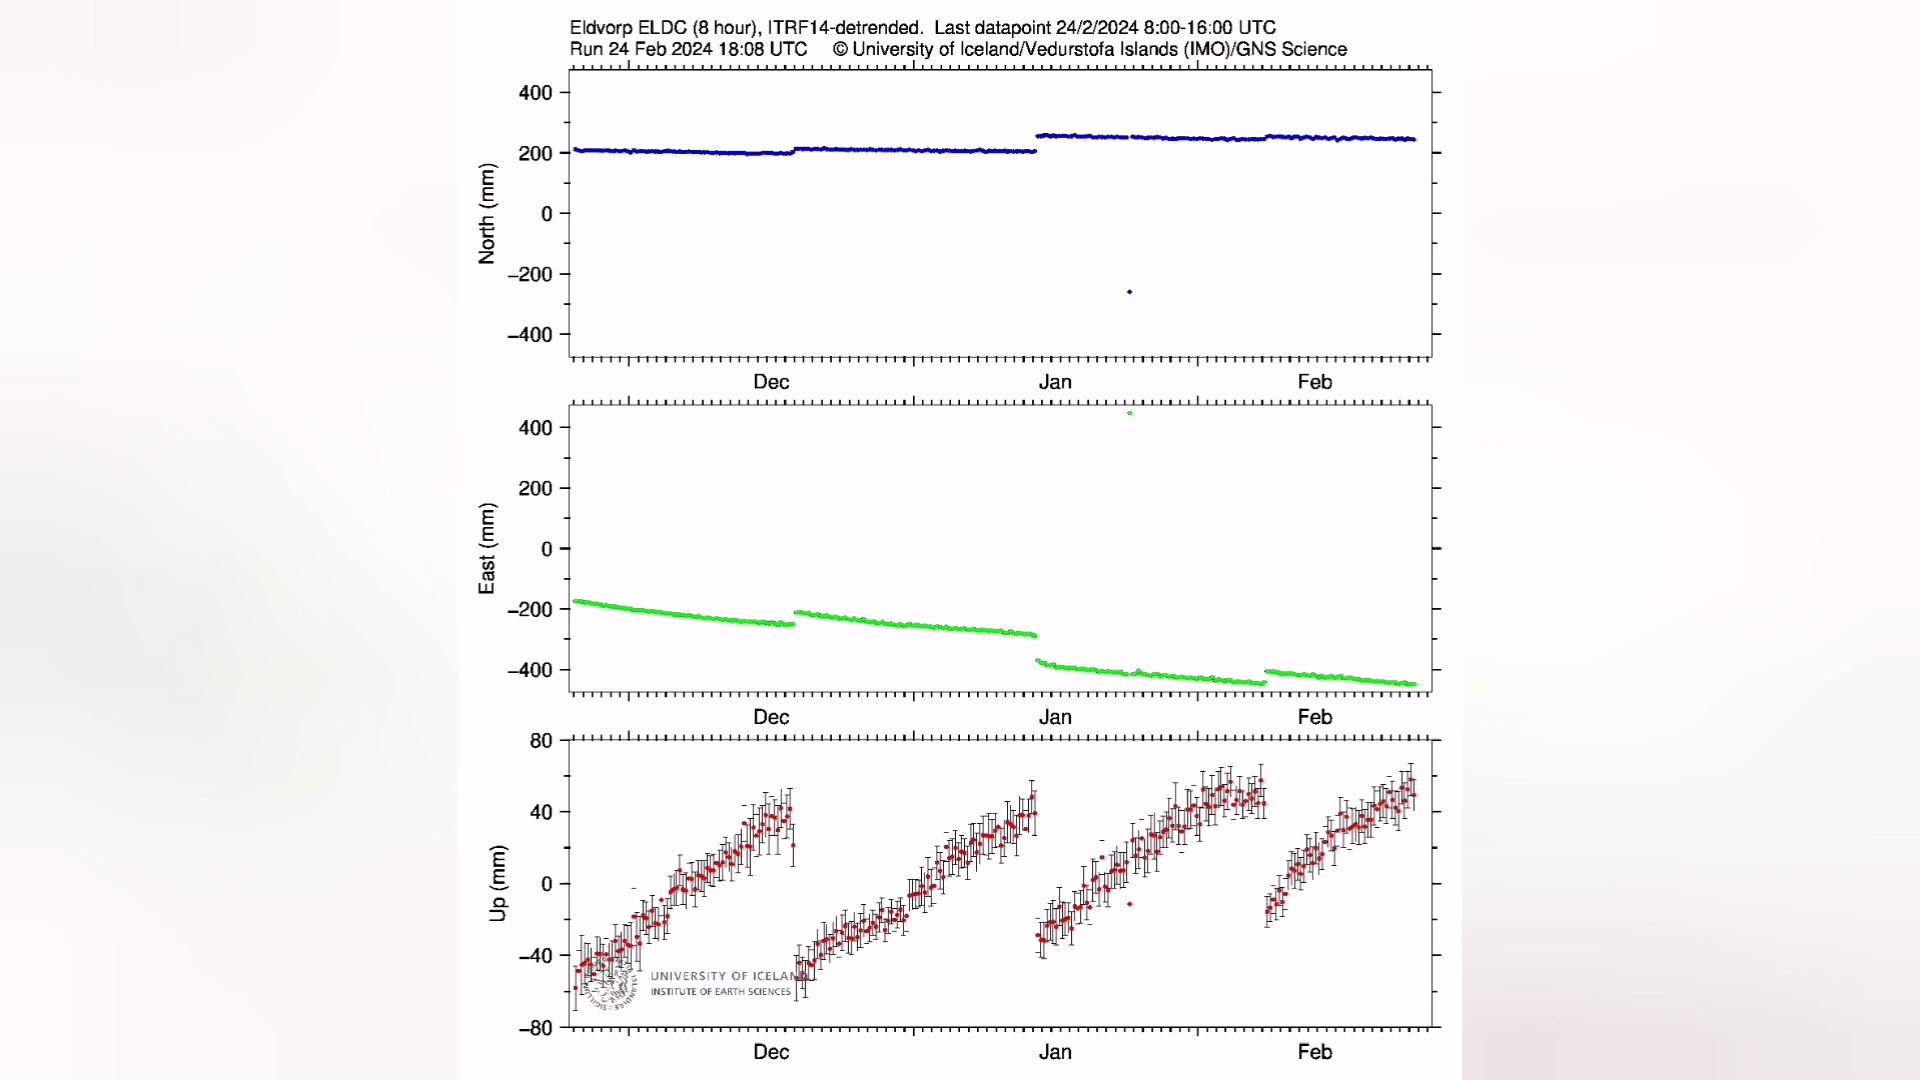 Eldvorp ELDC (8 hour), ITRF14-detrended. Last datapoint 24/2/2024 8:00-16:00 UTC
Run 24 Feb 2024 18:08 UTC © University of Iceland/Vedurstofa Islands (IMO)/GNS Science
400
200
0
−200
−400
North (mm)
Dec Jan Feb
400
200
0
−200
−400
East (mm)
Dec Jan Feb
80
40
0
−40
−80
Up (mm)
UNIVERSITY OF ICELAN
INSTITUTE OF EARTH SCIENCES
Dec Jan Feb